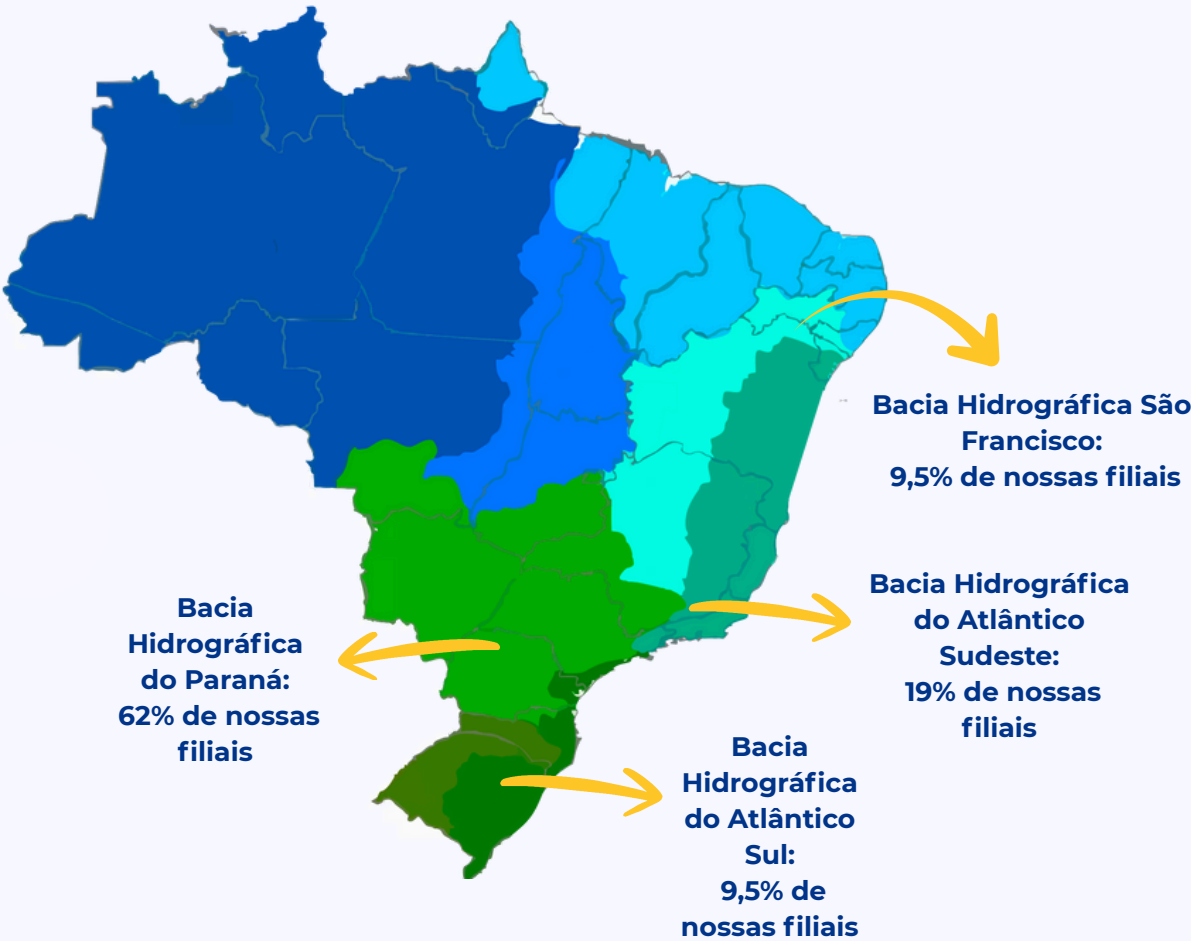 Bacia Hidrográfica São
Francisco:
9,5% de nossas filiais
Bacia Hidrográfica
do Atlântico
Sudeste:
19% de nossas
filiais
Bacia
Hidrográfica
do Paraná:
62% de nossas
filiais
Bacia
Hidrográfica
do Atlântico
Sul:
9,5% de
nossas filiais